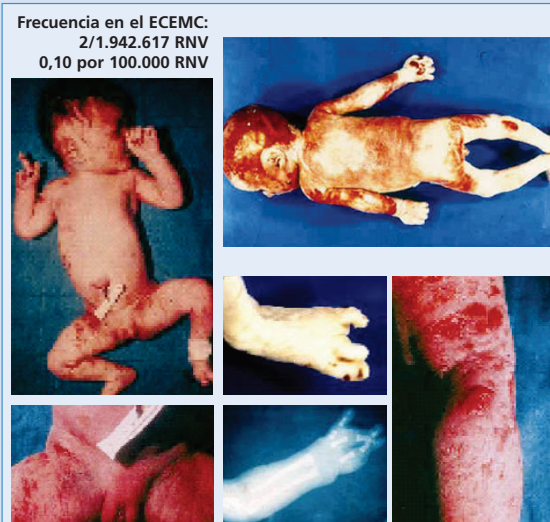 Frecuencia en el ECEMC:
2/1.942.617 RNV
0,10 por 100.000 RNV